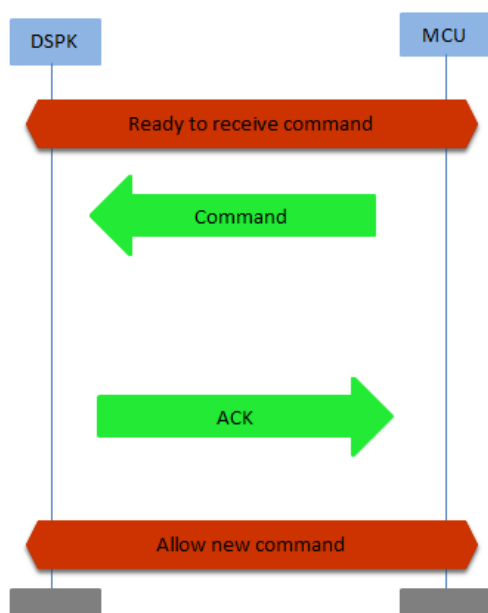 DSPK
MCU
Ready to receive command
Command
ACK
Allow new command